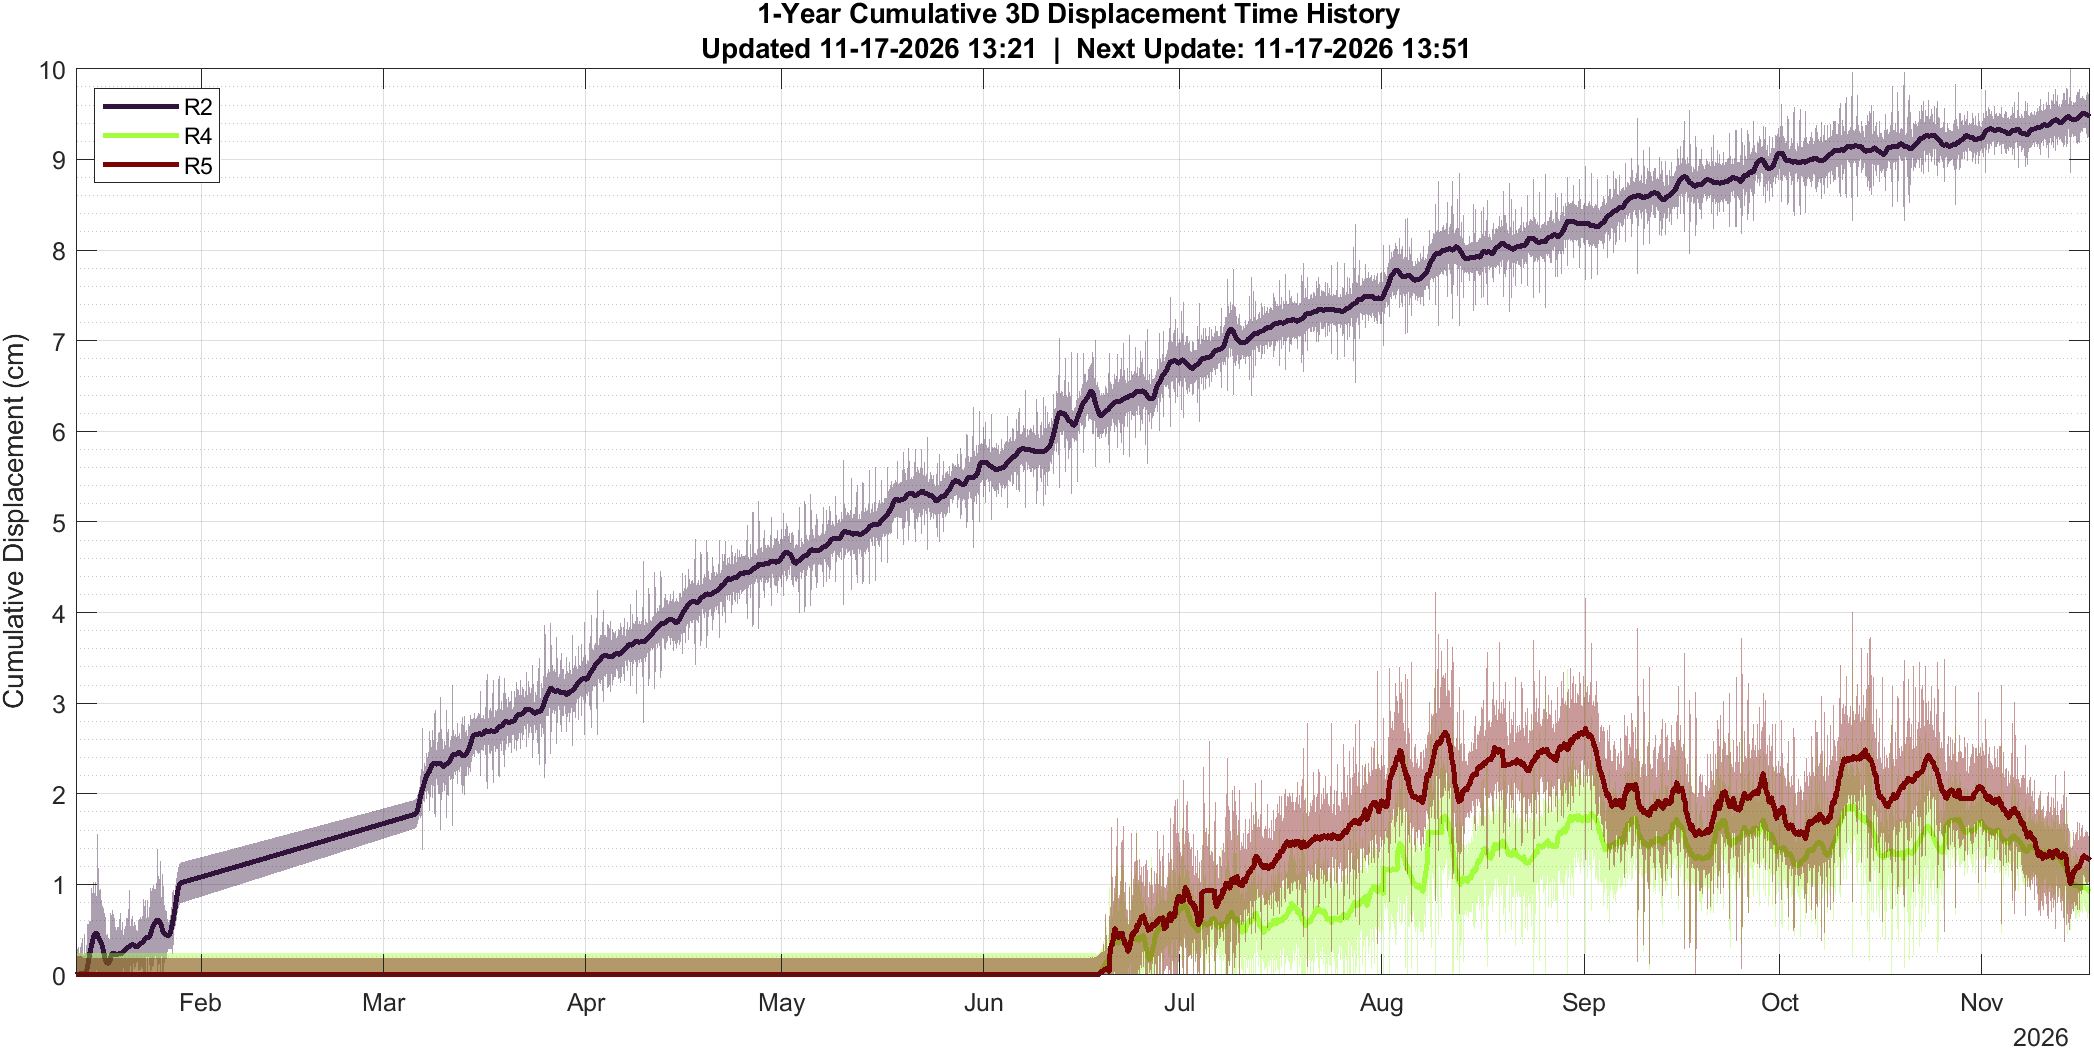 1-Year Cumulative 3D Displacement Time History
Updated 11-17-2026 13:21 | Next Update: 11-17-2026 13:51
R2
R4
R5
Cumulative Displacement (cm)
10
9
8
7
6
5
4
3
2
1
0
Feb Mar Apr May Jun Jul Aug Sep Oct Nov
2026